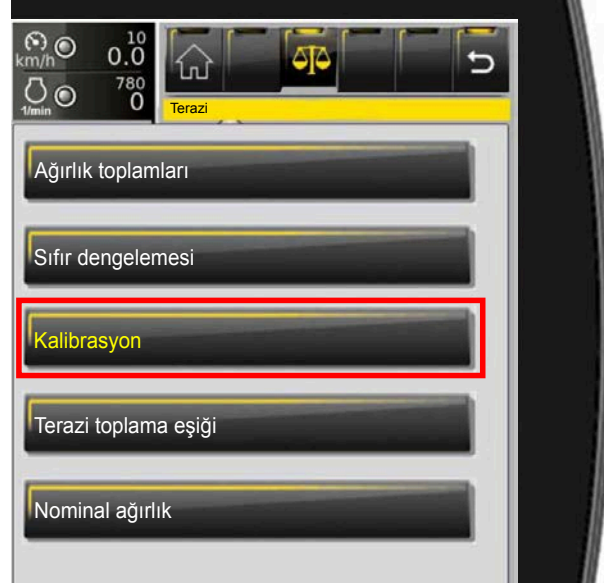 km/h
10
0.0
1/min
780
0
Terazi
Ağırlık toplamları
Sıfır dengelemesi
Kalibrasyon
Terazi toplama eşiği
Nominal ağırlık